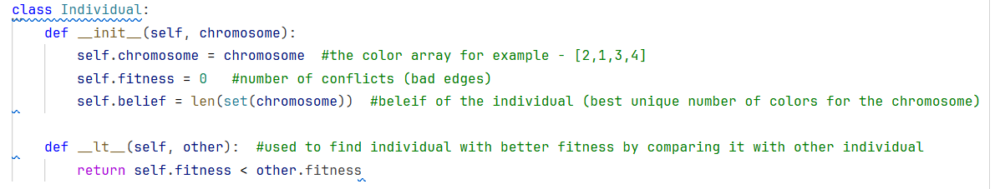 class Individual:
    def __init__(self, chromosome):
        self.chromosome = chromosome  #the color array for example - [2,1,3,4]
        self.fitness = 0   #number of conflicts (bad edges)
        self.belief = len(set(chromosome))  #beleif of the individual (best unique number of colors for the chromosome)
    def __lt__(self, other):  #used to find individual with better fitness by comparing it with other individual
        return self.fitness < other.fitness